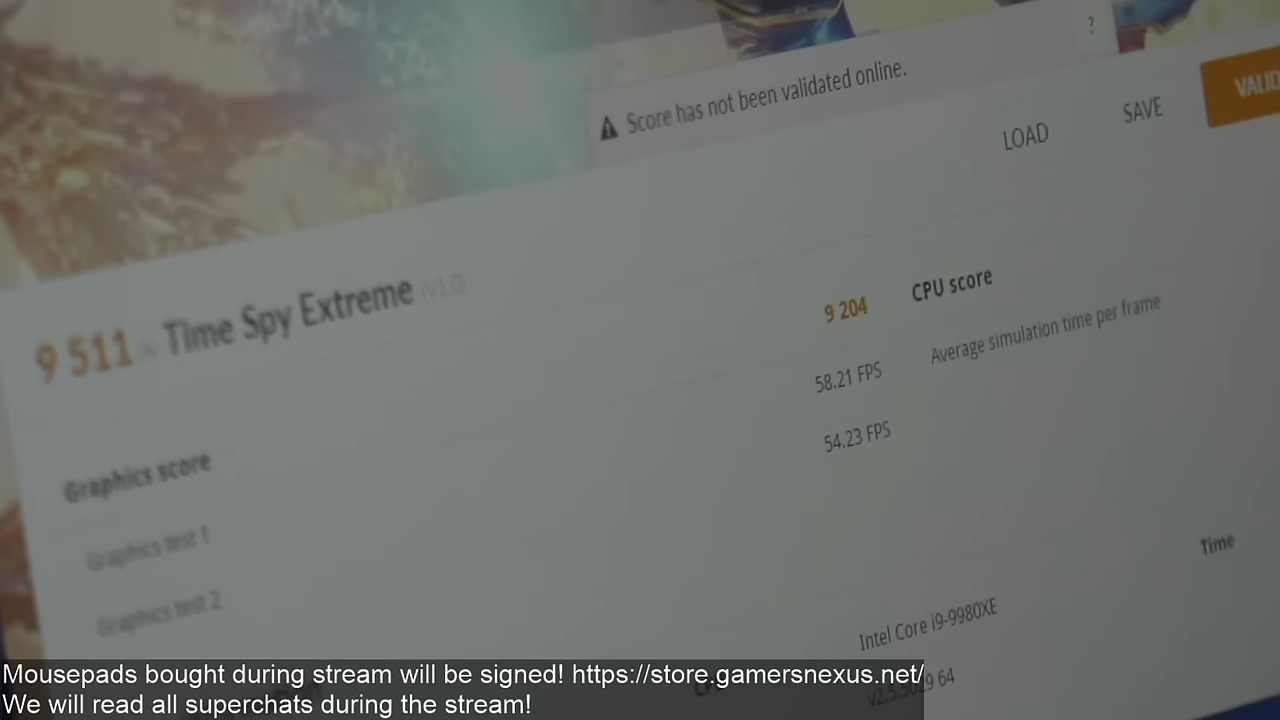 ?
Score has not been validated online.
LOAD SAVE
9 511 Time Spy Extreme
9 204 CPU score
58.21 FPS Average simulation time per frame
54.23 FPS
Graphics score
Graphics test 1
Graphics test 2
Time
Intel Core i9-9980XE
Mousepads bought during stream will be signed! https://store.gamersnexus.net/
We will read all superchats during the stream!